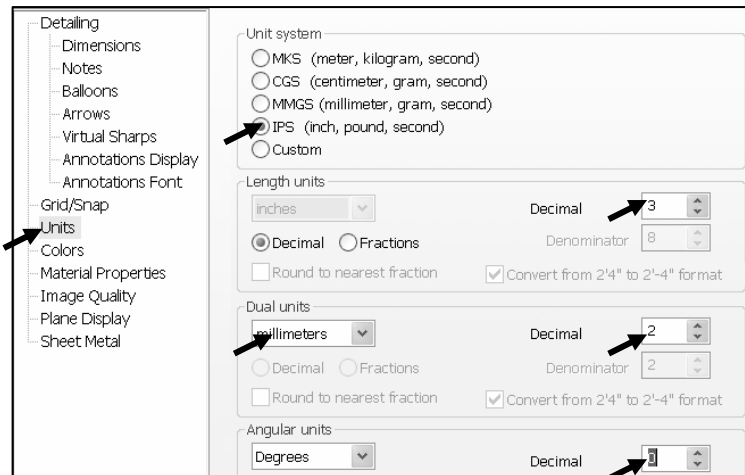 Detailing
Dimensions
Notes
Balloons
Arrows
Virtual Sharps
Annotations Display
Annotations Font
Grid/Snap
Units
Colors
Material Properties
Image Quality
Plane Display
Sheet Metal
Unit system
MKS (meter, kilogram, second)
CGS (centimeter, gram, second)
MMGS (millimeter, gram, second)
IPS (inch, pound, second)
Custom
Length units
inches Decimal 3
Decimal Fractions Denominator 8
Round to nearest fraction Convert from 2'4" to 2'-4" format
Dual units
millimeters Decimal 2
Decimal Fractions Denominator 2
Round to nearest fraction Convert from 2'4" to 2'-4" format
Angular units
Degrees Decimal 0